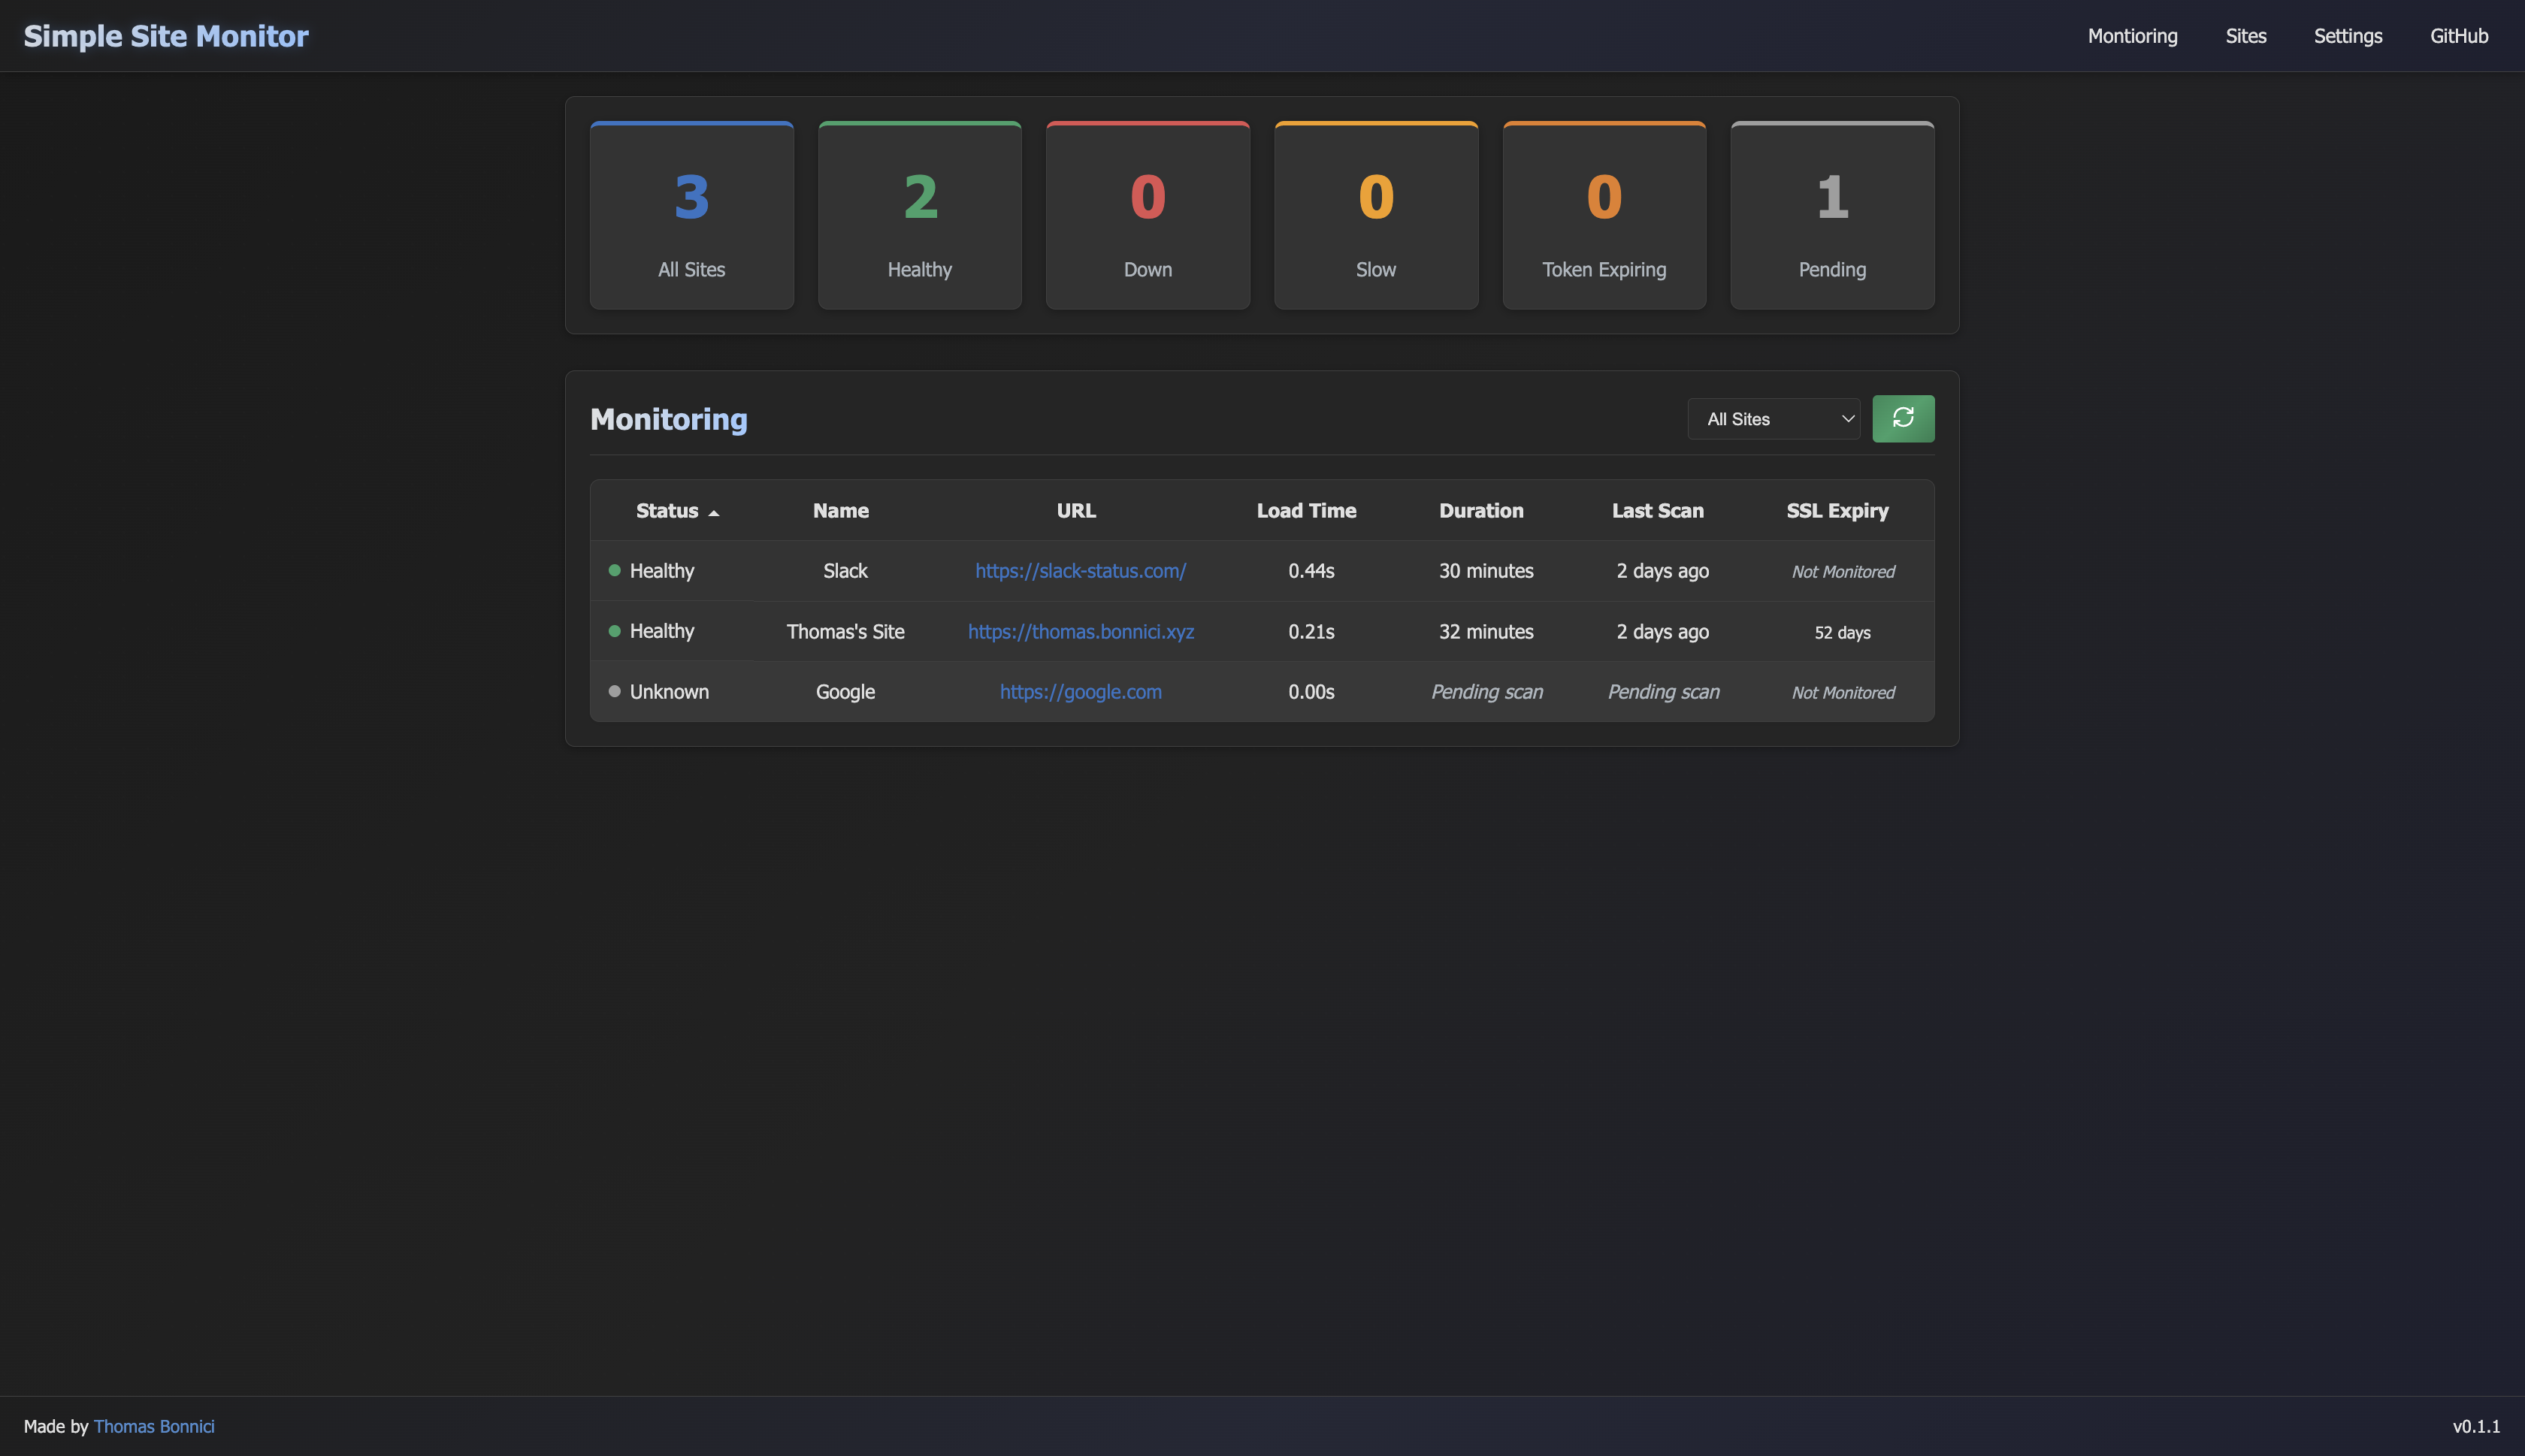 Simple Site Monitor
Montioring Sites Settings GitHub
3 2 0 0 0 1
All Sites Healthy Down Slow Token Expiring Pending
Monitoring
All Sites
Status Name URL Load Time Duration Last Scan SSL Expiry
Healthy Slack https://slack-status.com/ 0.44s 30 minutes 2 days ago Not Monitored
Healthy Thomas's Site https://thomas.bonnici.xyz 0.21s 32 minutes 2 days ago 52 days
Unknown Google https://google.com 0.00s Pending scan Pending scan Not Monitored
Made by Thomas Bonnici
v0.1.1